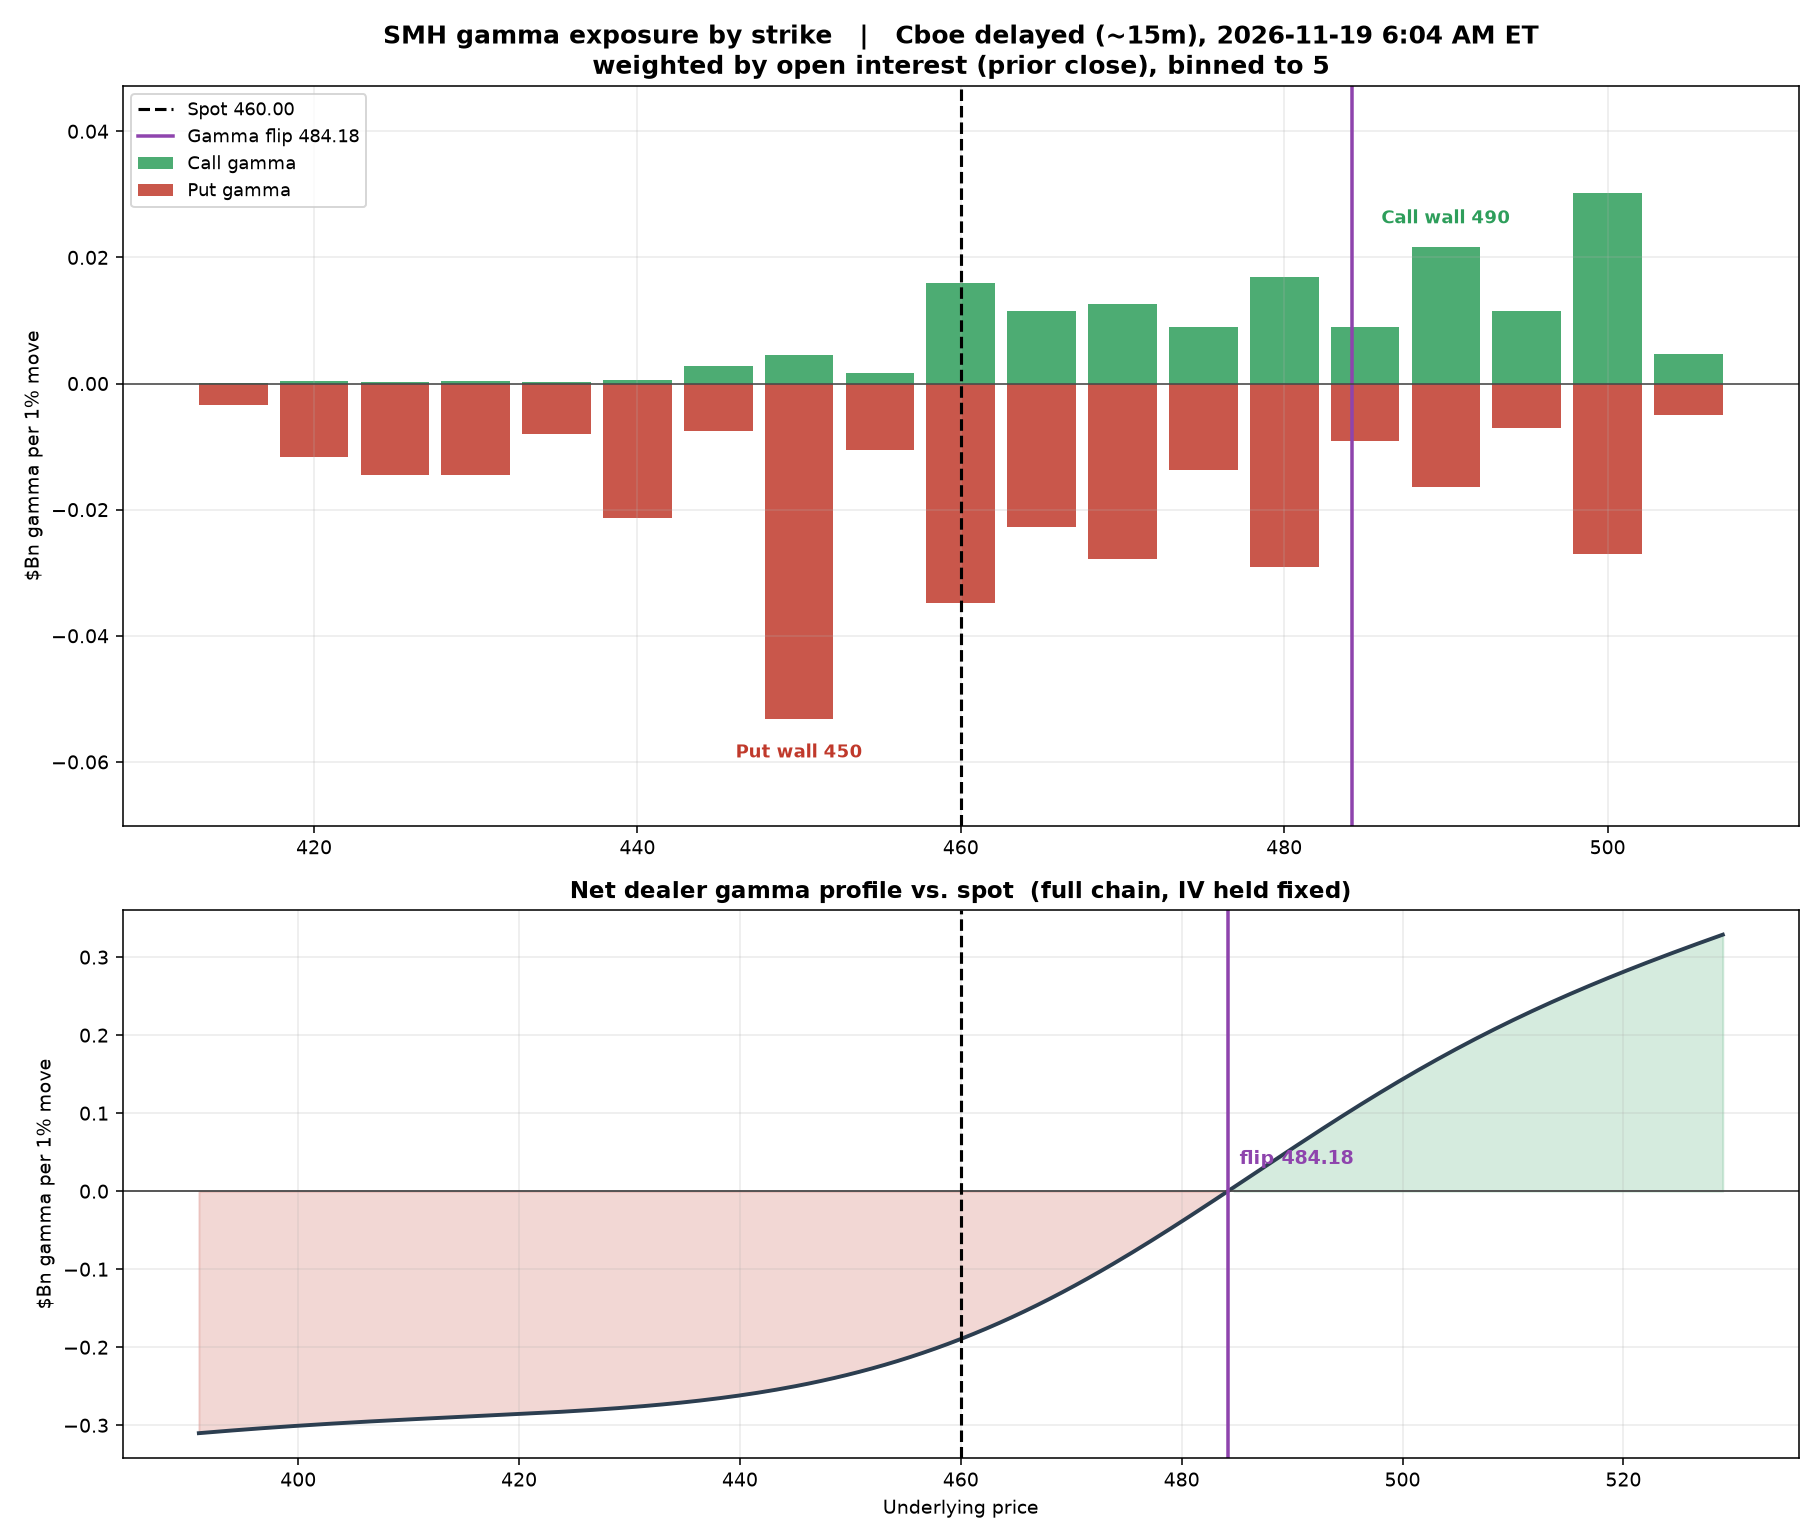 SMH gamma exposure by strike | Cboe delayed (~15m), 2026-11-19 6:04 AM ET
weighted by open interest (prior close), binned to 5
Spot 460.00
Gamma flip 484.18
Call gamma
Put gamma
Call wall 490
Put wall 450
$Bn gamma per 1% move
0.04
0.02
0.00
−0.02
−0.04
−0.06
420 440 460 480 500
Net dealer gamma profile vs. spot (full chain, IV held fixed)
flip 484.18
$Bn gamma per 1% move
0.3
0.2
0.1
0.0
−0.1
−0.2
−0.3
400 420 440 460 480 500 520
Underlying price